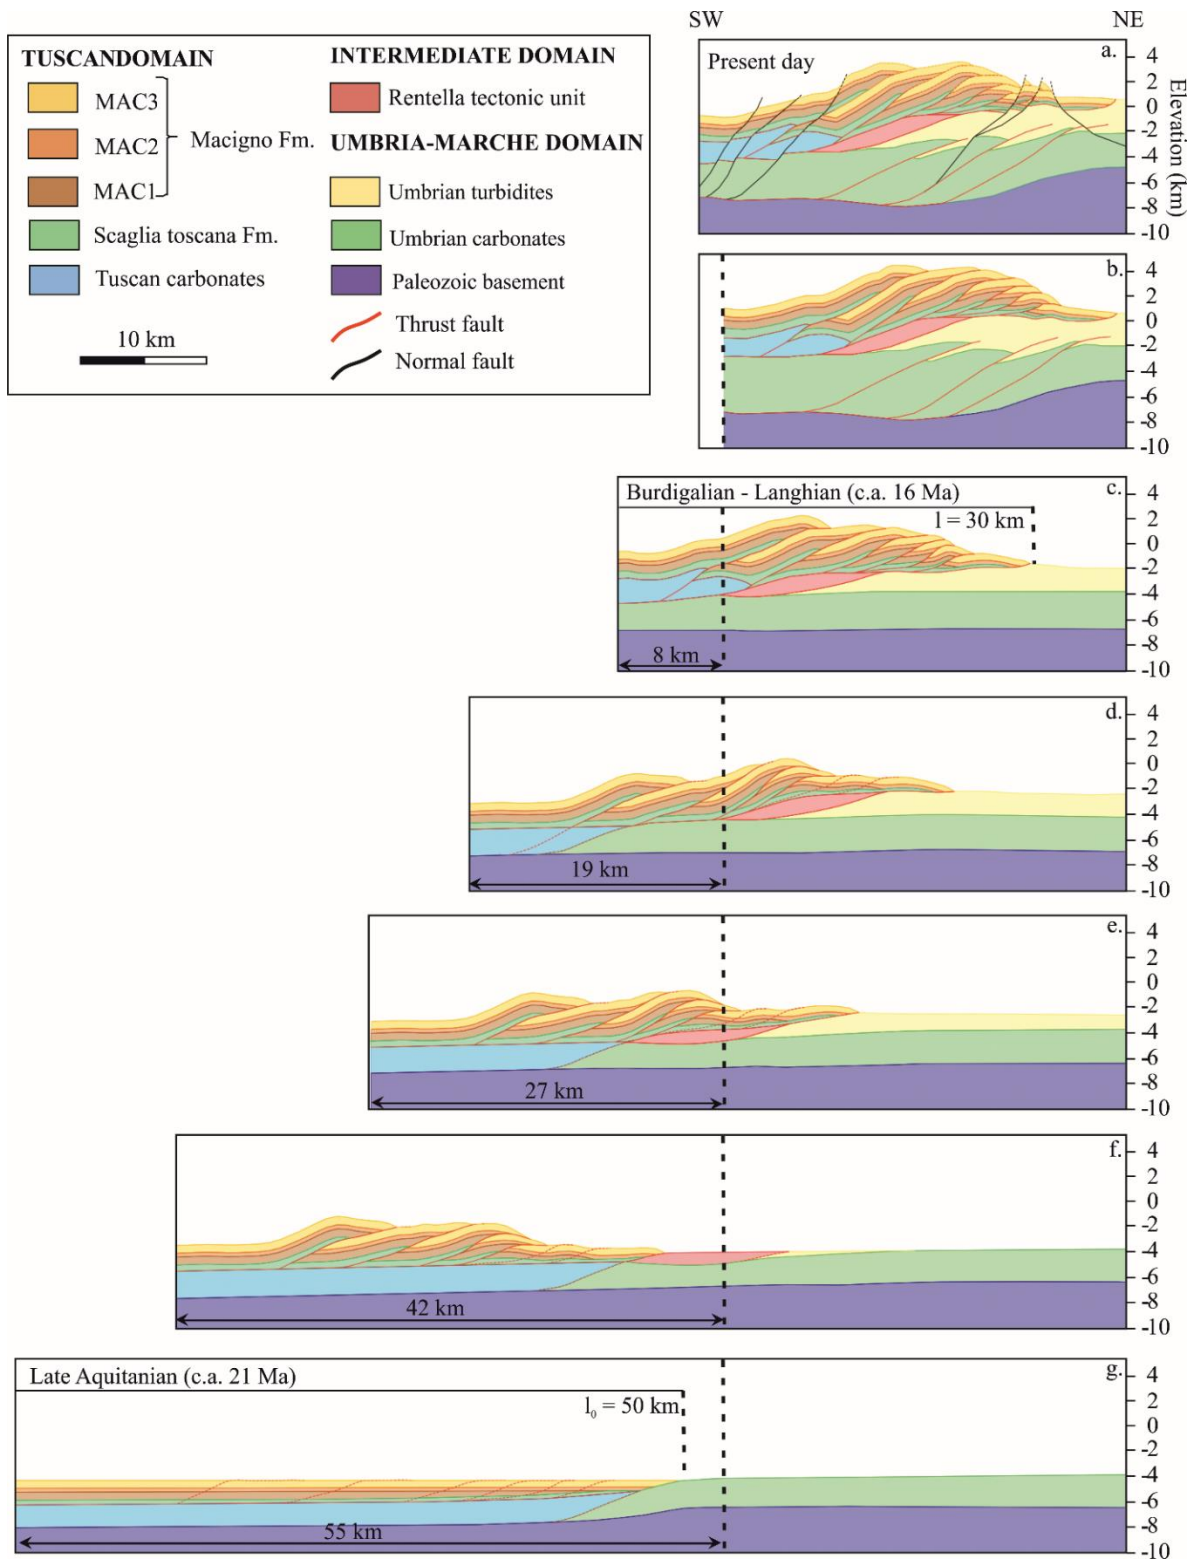 SW NE
TUSCANDOMAIN
MAC3
MAC2
MAC1
Macigno Fm.
Scaglia toscana Fm.
Tuscan carbonates
10 km
INTERMEDIATE DOMAIN
Rentella tectonic unit
UMBRIA-MARCHE DOMAIN
Umbrian turbidites
Umbrian carbonates
Paleozoic basement
Thrust fault
Normal fault
Present day
a.
4
2
0
-2
-4
-6
-8
-10
Elevation (km)
b.
4
2
0
-2
-4
-6
-8
-10
Burdigalian - Langhian (c.a. 16 Ma)
c.
l = 30 km
8 km
4
2
0
-2
-4
-6
-8
-10
d.
19 km
4
2
0
-2
-4
-6
-8
-10
e.
27 km
4
2
0
-2
-4
-6
-8
-10
f.
42 km
4
2
0
-2
-4
-6
-8
-10
Late Aquitanian (c.a. 21 Ma)
g.
l₀ = 50 km
55 km
4
2
0
-2
-4
-6
-8
-10